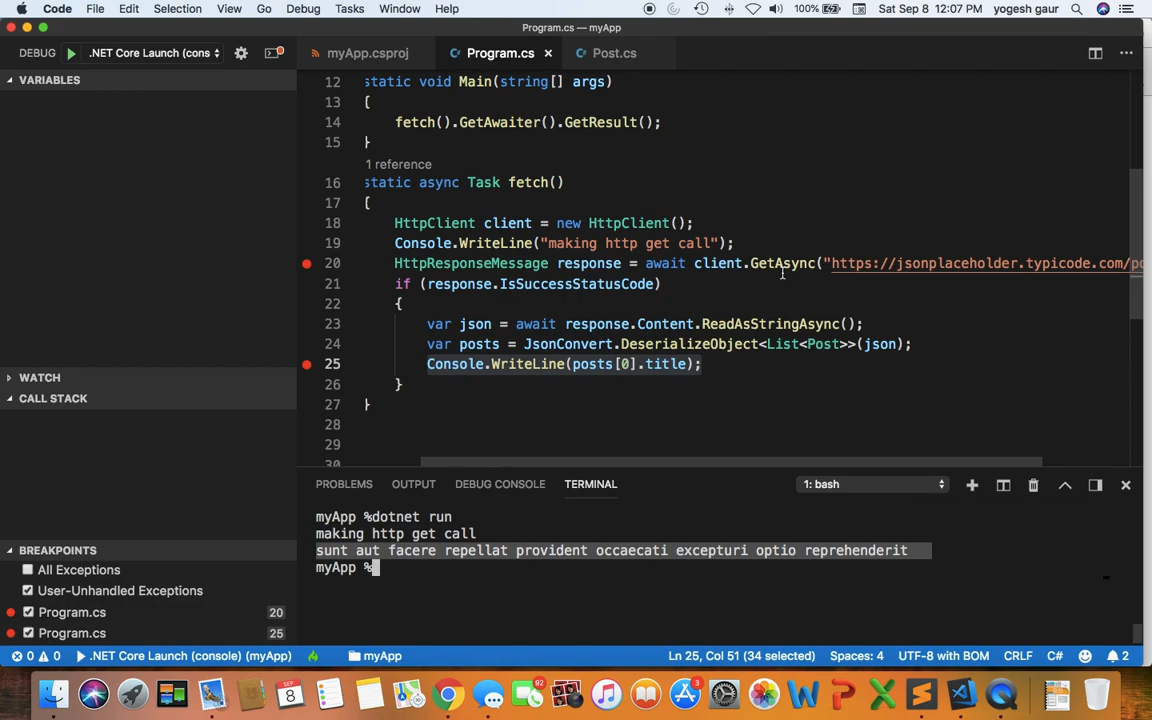 Code File Edit Selection View Go Debug Tasks Window Help 100% Sat Sep 8 12:07 PM yogesh gaur
Program.cs — myApp
DEBUG .NET Core Launch (cons
myApp.csproj Program.cs Post.cs
VARIABLES
12 static void Main(string[] args)
13 {
14 fetch().GetAwaiter().GetResult();
15 }
1 reference
16 static async Task fetch()
17 {
18 HttpClient client = new HttpClient();
19 Console.WriteLine("making http get call");
20 HttpResponseMessage response = await client.GetAsync("https://jsonplaceholder.typicode.com/po
21 if (response.IsSuccessStatusCode)
22 {
23 var json = await response.Content.ReadAsStringAsync();
24 var posts = JsonConvert.DeserializeObject<List<Post>>(json);
25 Console.WriteLine(posts[0].title);
26 }
27 }
28
29
30
WATCH
CALL STACK
PROBLEMS OUTPUT DEBUG CONSOLE TERMINAL 1: bash
myApp %dotnet run
making http get call
sunt aut facere repellat provident occaecati excepturi optio reprehenderit
myApp %
BREAKPOINTS
All Exceptions
User-Unhandled Exceptions
Program.cs 20
Program.cs 25
0 0 .NET Core Launch (console) (myApp) myApp Ln 25, Col 51 (34 selected) Spaces: 4 UTF-8 with BOM CRLF C# 2
SEP
8
92
3